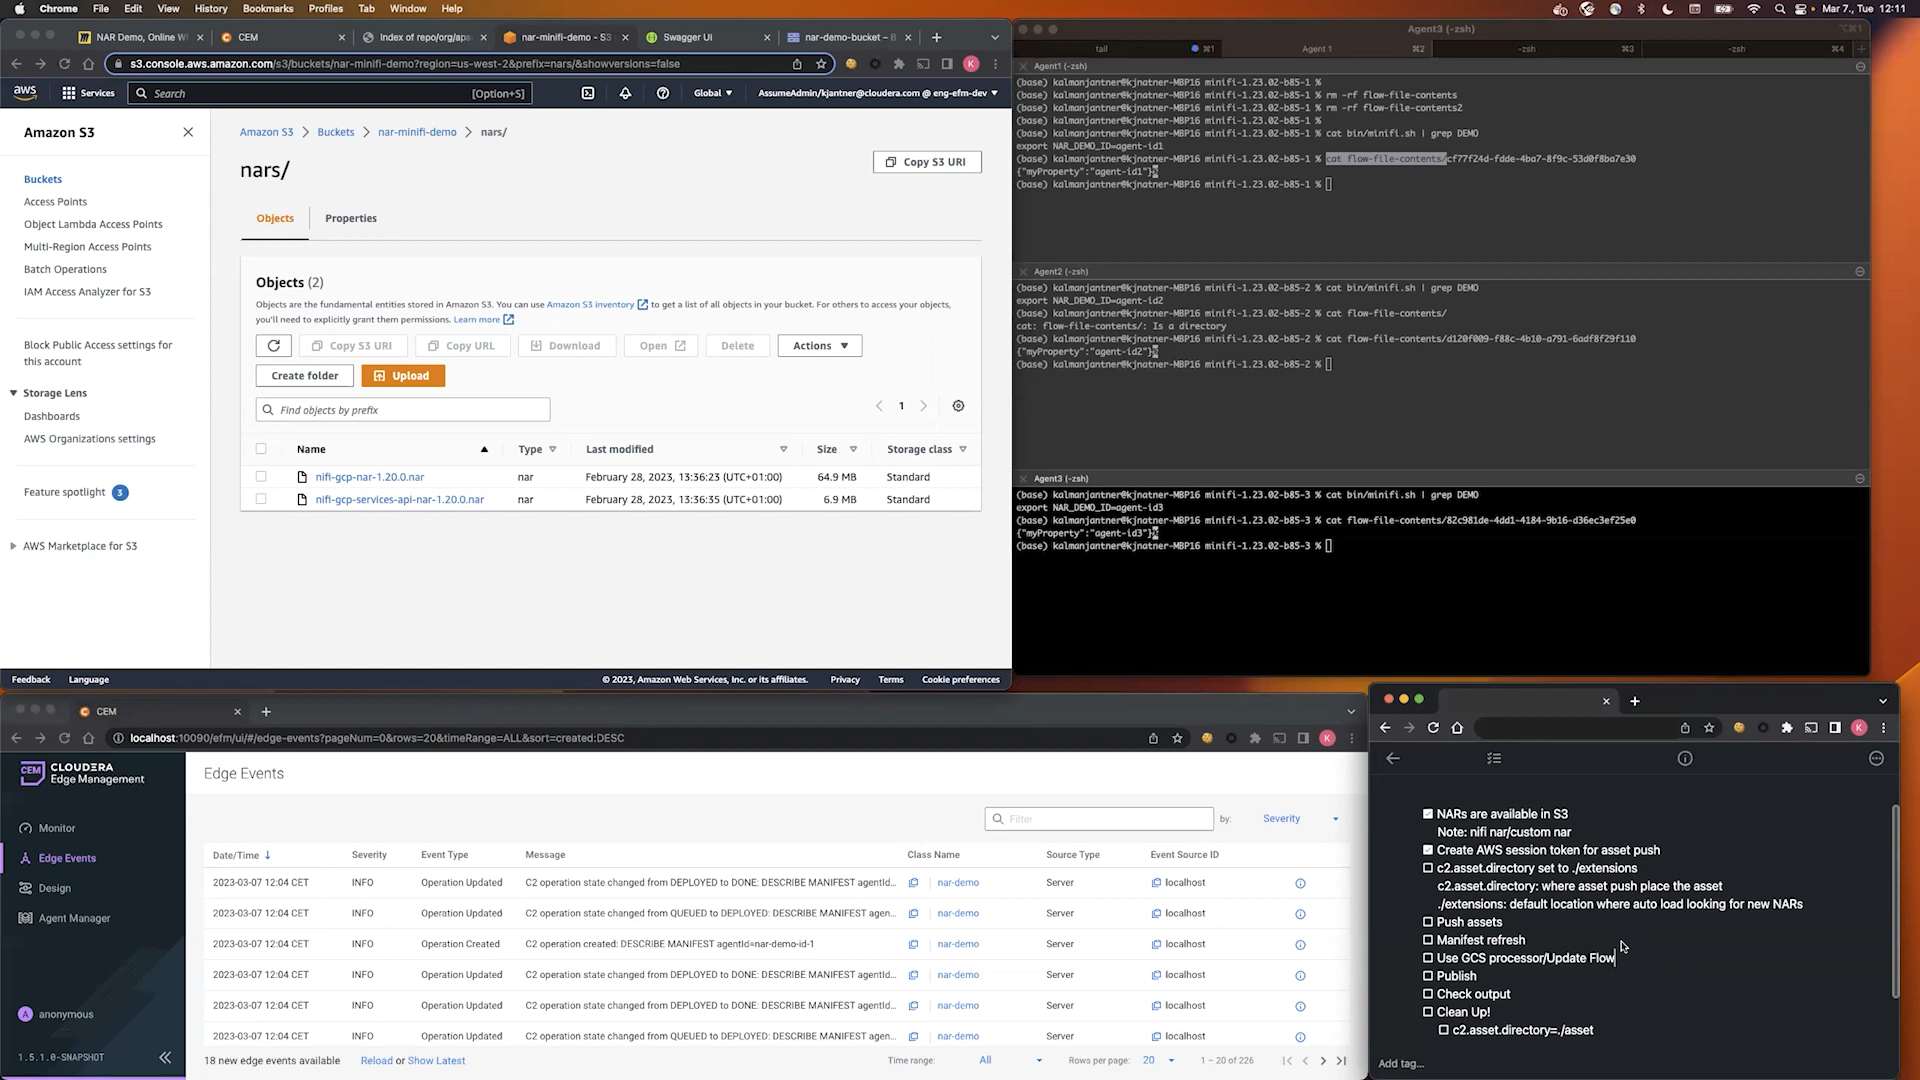 Chrome File Edit View History Bookmarks Profiles Tab Window Help
Mar 7., Tue 12:11
NAR Demo, Online W
CEM
Index of repo/org/apa
nar-minifi-demo - S3
Swagger UI
nar-demo-bucket – B
s3.console.aws.amazon.com/s3/buckets/nar-minifi-demo?region=us-west-2&prefix=nars/&showversions=false
K
aws
Services
Search
[Option+S]
Global
AssumeAdmin/kjantner@cloudera.com @ eng-efm-dev
Amazon S3
Buckets
Access Points
Object Lambda Access Points
Multi-Region Access Points
Batch Operations
IAM Access Analyzer for S3
Block Public Access settings for
this account
Storage Lens
Dashboards
AWS Organizations settings
Feature spotlight 3
AWS Marketplace for S3
Amazon S3 > Buckets > nar-minifi-demo > nars/
nars/
Copy S3 URI
Objects
Properties
Objects (2)
Objects are the fundamental entities stored in Amazon S3. You can use Amazon S3 inventory to get a list of all objects in your bucket. For others to access your objects,
you'll need to explicitly grant them permissions. Learn more
Copy S3 URI
Copy URL
Download
Open
Delete
Actions
Create folder
Upload
Find objects by prefix
1
Name Type Last modified Size Storage class
nifi-gcp-nar-1.20.0.nar nar February 28, 2023, 13:36:23 (UTC+01:00) 64.9 MB Standard
nifi-gcp-services-api-nar-1.20.0.nar nar February 28, 2023, 13:36:35 (UTC+01:00) 6.9 MB Standard
Feedback Language
© 2023, Amazon Web Services, Inc. or its affiliates. Privacy Terms Cookie preferences
Agent3 (-zsh)
⌥⌘1
tail ⌘1
Agent 1 ⌘2
-zsh ⌘3
-zsh ⌘4
Agent1 (-zsh)
(base) kalmanjantner@kjnatner-MBP16 minifi-1.23.02-b85-1 %
(base) kalmanjantner@kjnatner-MBP16 minifi-1.23.02-b85-1 % rm -rf flow-file-contents
(base) kalmanjantner@kjnatner-MBP16 minifi-1.23.02-b85-1 % rm -rf flow-file-contents2
(base) kalmanjantner@kjnatner-MBP16 minifi-1.23.02-b85-1 %
(base) kalmanjantner@kjnatner-MBP16 minifi-1.23.02-b85-1 % cat bin/minifi.sh | grep DEMO
export NAR_DEMO_ID=agent-id1
(base) kalmanjantner@kjnatner-MBP16 minifi-1.23.02-b85-1 % cat flow-file-contents/cf77f24d-fdde-4ba7-8f9c-53d0f8ba7e30
{"myProperty":"agent-id1"}%
(base) kalmanjantner@kjnatner-MBP16 minifi-1.23.02-b85-1 %
Agent2 (-zsh)
(base) kalmanjantner@kjnatner-MBP16 minifi-1.23.02-b85-2 % cat bin/minifi.sh | grep DEMO
export NAR_DEMO_ID=agent-id2
(base) kalmanjantner@kjnatner-MBP16 minifi-1.23.02-b85-2 % cat flow-file-contents/
cat: flow-file-contents/: Is a directory
(base) kalmanjantner@kjnatner-MBP16 minifi-1.23.02-b85-2 % cat flow-file-contents/d120f009-f88c-4b10-a791-6adf8f29f110
{"myProperty":"agent-id2"}%
(base) kalmanjantner@kjnatner-MBP16 minifi-1.23.02-b85-2 %
Agent3 (-zsh)
(base) kalmanjantner@kjnatner-MBP16 minifi-1.23.02-b85-3 % cat bin/minifi.sh | grep DEMO
export NAR_DEMO_ID=agent-id3
(base) kalmanjantner@kjnatner-MBP16 minifi-1.23.02-b85-3 % cat flow-file-contents/82c981de-4dd1-4184-9b16-d36ec3ef25e0
{"myProperty":"agent-id3"}%
(base) kalmanjantner@kjnatner-MBP16 minifi-1.23.02-b85-3 %
CEM
localhost:10090/efm/ui/#/edge-events?pageNum=0&rows=20&timeRange=ALL&sort=created:DESC
K
CEM
CLOUDERA
Edge Management
Monitor
Edge Events
Design
Agent Manager
A anonymous
1.5.1.0-SNAPSHOT
Edge Events
Filter
by: Severity
Date/Time Severity Event Type Message Class Name Source Type Event Source ID
2023-03-07 12:04 CET INFO Operation Updated C2 operation state changed from DEPLOYED to DONE: DESCRIBE MANIFEST agentId... nar-demo Server localhost
2023-03-07 12:04 CET INFO Operation Updated C2 operation state changed from QUEUED to DEPLOYED: DESCRIBE MANIFEST agen... nar-demo Server localhost
2023-03-07 12:04 CET INFO Operation Created C2 operation created: DESCRIBE MANIFEST agentId=nar-demo-id-1 nar-demo Server localhost
2023-03-07 12:04 CET INFO Operation Updated C2 operation state changed from DEPLOYED to DONE: DESCRIBE MANIFEST agentId... nar-demo Server localhost
2023-03-07 12:04 CET INFO Operation Updated C2 operation state changed from DEPLOYED to DONE: DESCRIBE MANIFEST agentId... nar-demo Server localhost
2023-03-07 12:04 CET INFO Operation Updated C2 operation state changed from QUEUED to DEPLOYED: DESCRIBE MANIFEST agen... nar-demo Server localhost
18 new edge events available Reload or Show Latest
Time range: All Rows per page: 20 1 – 20 of 226
K
NARs are available in S3
Note: nifi nar/custom nar
Create AWS session token for asset push
c2.asset.directory set to ./extensions
c2.asset.directory: where asset push place the asset
./extensions: default location where auto load looking for new NARs
Push assets
Manifest refresh
Use GCS processor/Update Flow
Publish
Check output
Clean Up!
c2.asset.directory=./asset
Add tag...